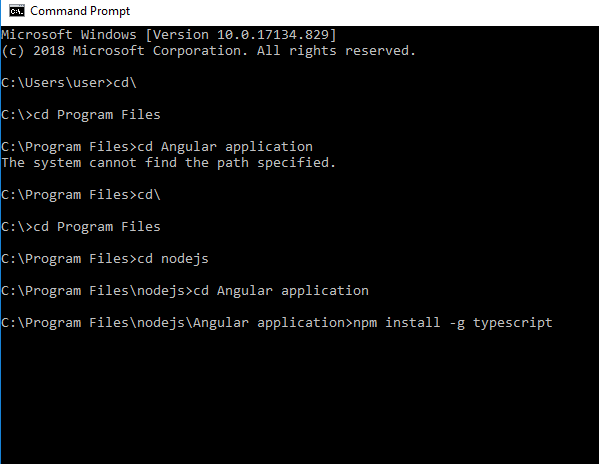 Command Prompt
Microsoft Windows [Version 10.0.17134.829]
(c) 2018 Microsoft Corporation. All rights reserved.
C:\Users\user>cd\
C:\>cd Program Files
C:\Program Files>cd Angular application
The system cannot find the path specified.
C:\Program Files>cd\
C:\>cd Program Files
C:\Program Files>cd nodejs
C:\Program Files\nodejs>cd Angular application
C:\Program Files\nodejs\Angular application>npm install -g typescript